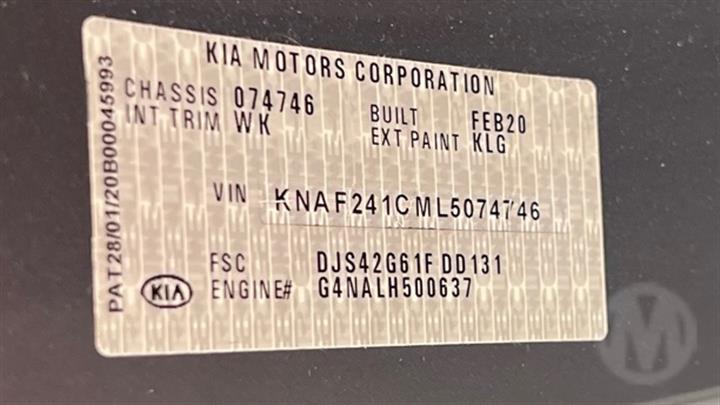 KIA MOTORS CORPORATION
CHASSIS 074746 BUILT FEB20
INT TRIM WK EXT PAINT KLG
VIN KNAF241CML5074746
FSC DJS42G61F DD131
KIA ENGINE# G4NALH500637
PAT28/01/20B00045993
M